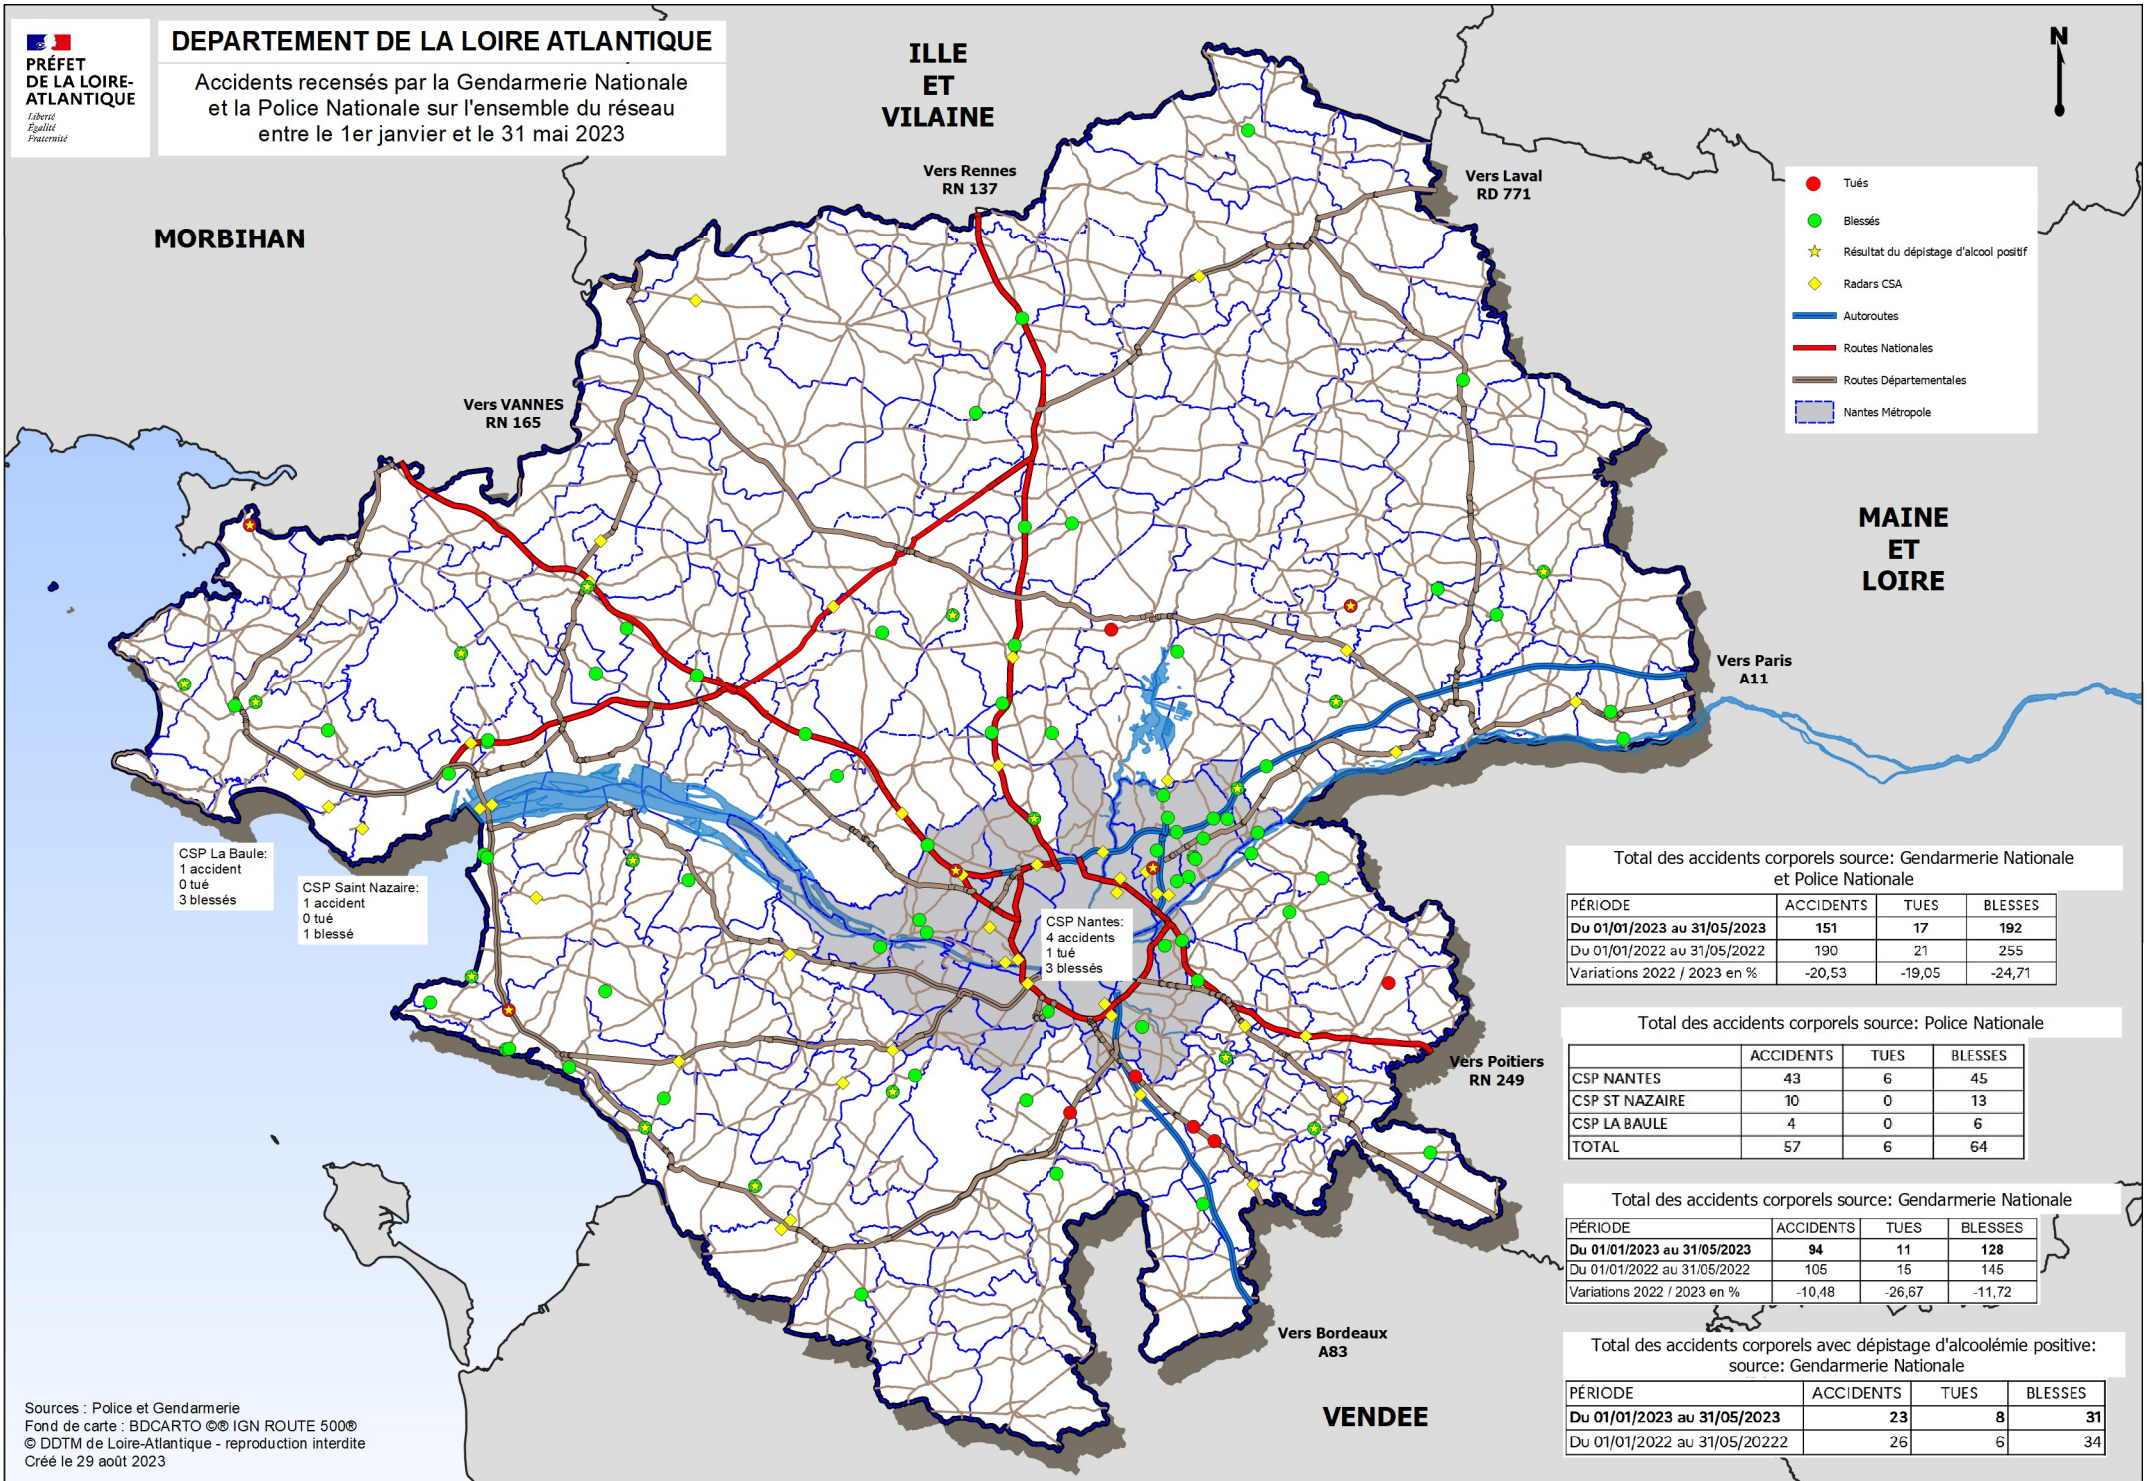 PRÉFET
DE LA LOIRE-
ATLANTIQUE
Liberté
Égalité
Fraternité
DEPARTEMENT DE LA LOIRE ATLANTIQUE
Accidents recensés par la Gendarmerie Nationale
et la Police Nationale sur l'ensemble du réseau
entre le 1er janvier et le 31 mai 2023
ILLE
ET
VILAINE
N
Vers Rennes
RN 137
Vers Laval
RD 771
MORBIHAN
Tués
Blessés
Résultat du dépistage d'alcool positif
Radars CSA
Autoroutes
Routes Nationales
Routes Départementales
Nantes Métropole
Vers VANNES
RN 165
MAINE
ET
LOIRE
Vers Paris
A11
CSP La Baule:
1 accident
0 tué
3 blessés
CSP Saint Nazaire:
1 accident
0 tué
1 blessé
CSP Nantes:
4 accidents
1 tué
3 blessés
Vers Poitiers
RN 249
Vers Bordeaux
A83
VENDEE
Total des accidents corporels source: Gendarmerie Nationale
et Police Nationale
PÉRIODE ACCIDENTS TUES BLESSES
Du 01/01/2023 au 31/05/2023 151 17 192
Du 01/01/2022 au 31/05/2022 190 21 255
Variations 2022 / 2023 en % -20,53 -19,05 -24,71
Total des accidents corporels source: Police Nationale
ACCIDENTS TUES BLESSES
CSP NANTES 43 6 45
CSP ST NAZAIRE 10 0 13
CSP LA BAULE 4 0 6
TOTAL 57 6 64
Total des accidents corporels source: Gendarmerie Nationale
PÉRIODE ACCIDENTS TUES BLESSES
Du 01/01/2023 au 31/05/2023 94 11 128
Du 01/01/2022 au 31/05/2022 105 15 145
Variations 2022 / 2023 en % -10,48 -26,67 -11,72
Total des accidents corporels avec dépistage d'alcoolémie positive:
source: Gendarmerie Nationale
PÉRIODE ACCIDENTS TUES BLESSES
Du 01/01/2023 au 31/05/2023 23 8 31
Du 01/01/2022 au 31/05/20222 26 6 34
Sources : Police et Gendarmerie
Fond de carte : BDCARTO ©® IGN ROUTE 500®
© DDTM de Loire-Atlantique - reproduction interdite
Créé le 29 août 2023